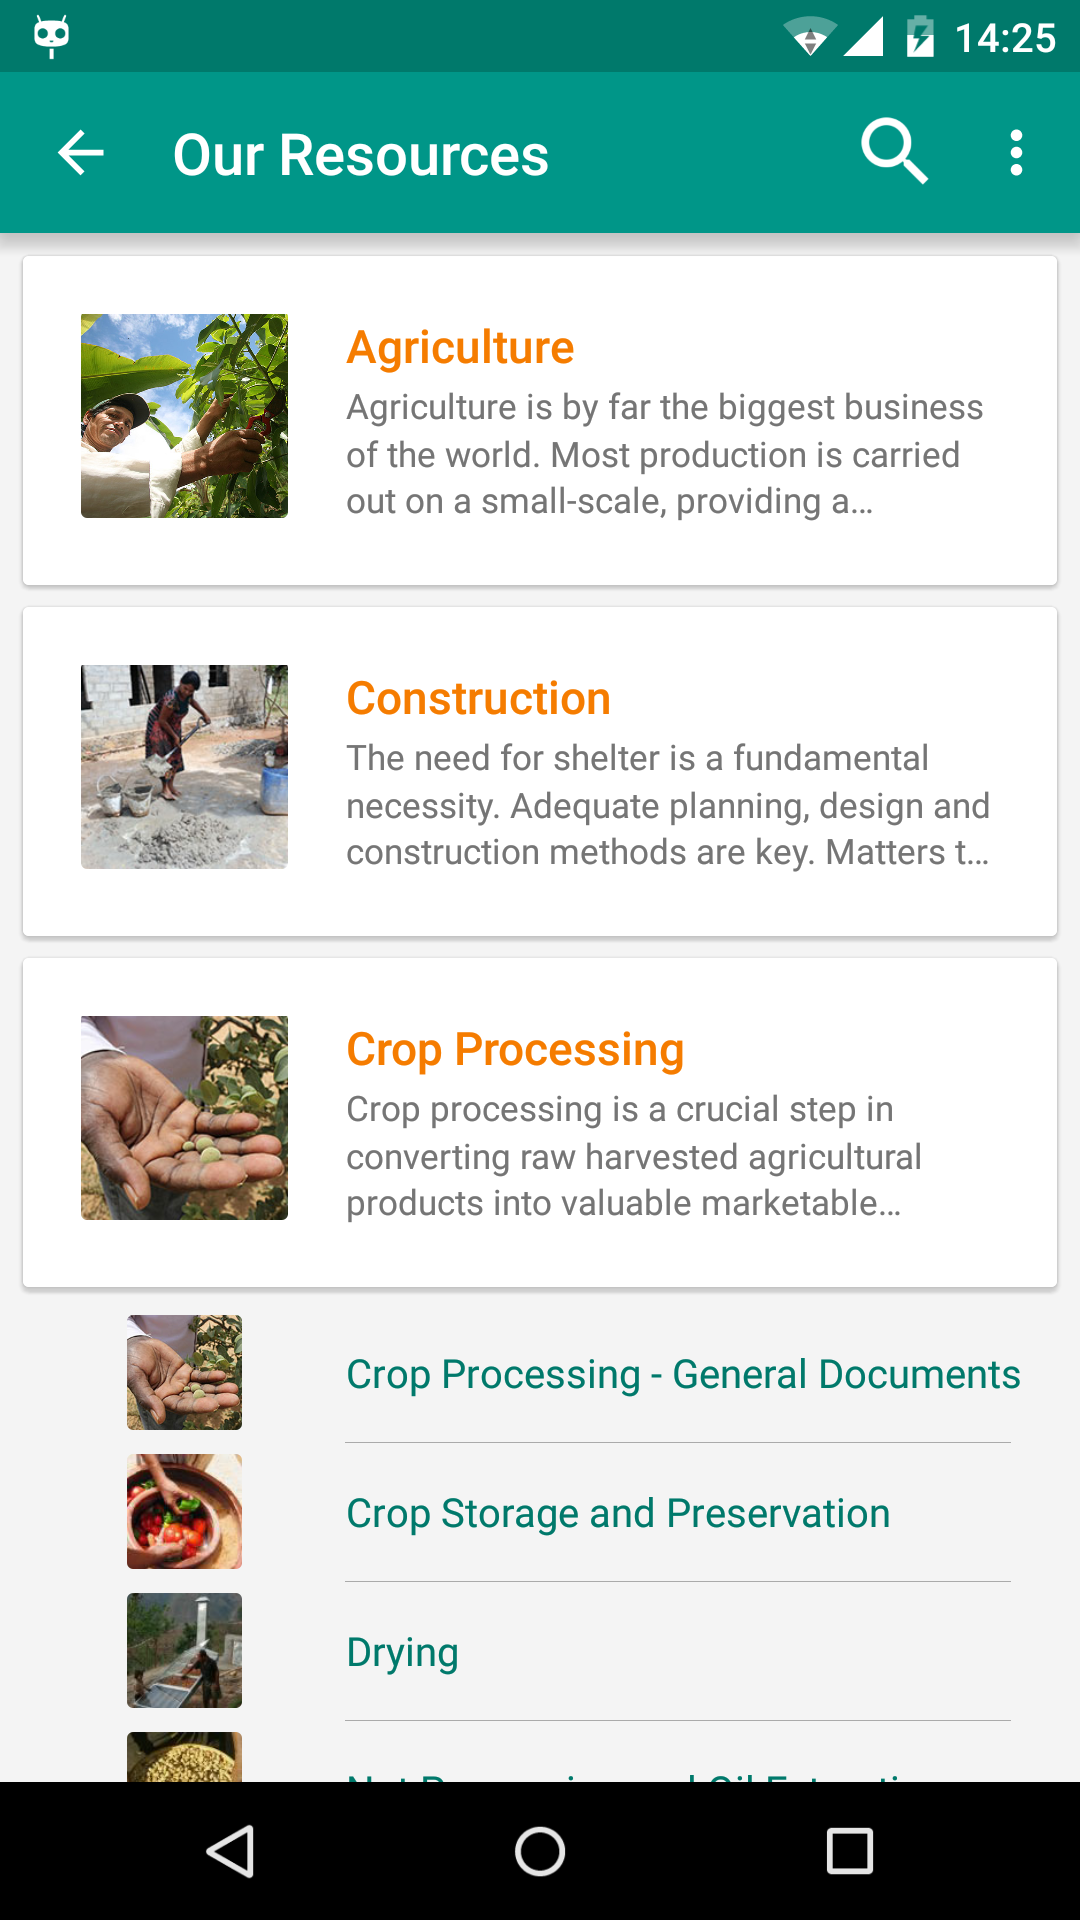 14:25
Our Resources
Agriculture
Agriculture is by far the biggest business
of the world. Most production is carried
out on a small-scale, providing a…
Construction
The need for shelter is a fundamental
necessity. Adequate planning, design and
construction methods are key. Matters t…
Crop Processing
Crop processing is a crucial step in
converting raw harvested agricultural
products into valuable marketable…
Crop Processing - General Documents
Crop Storage and Preservation
Drying